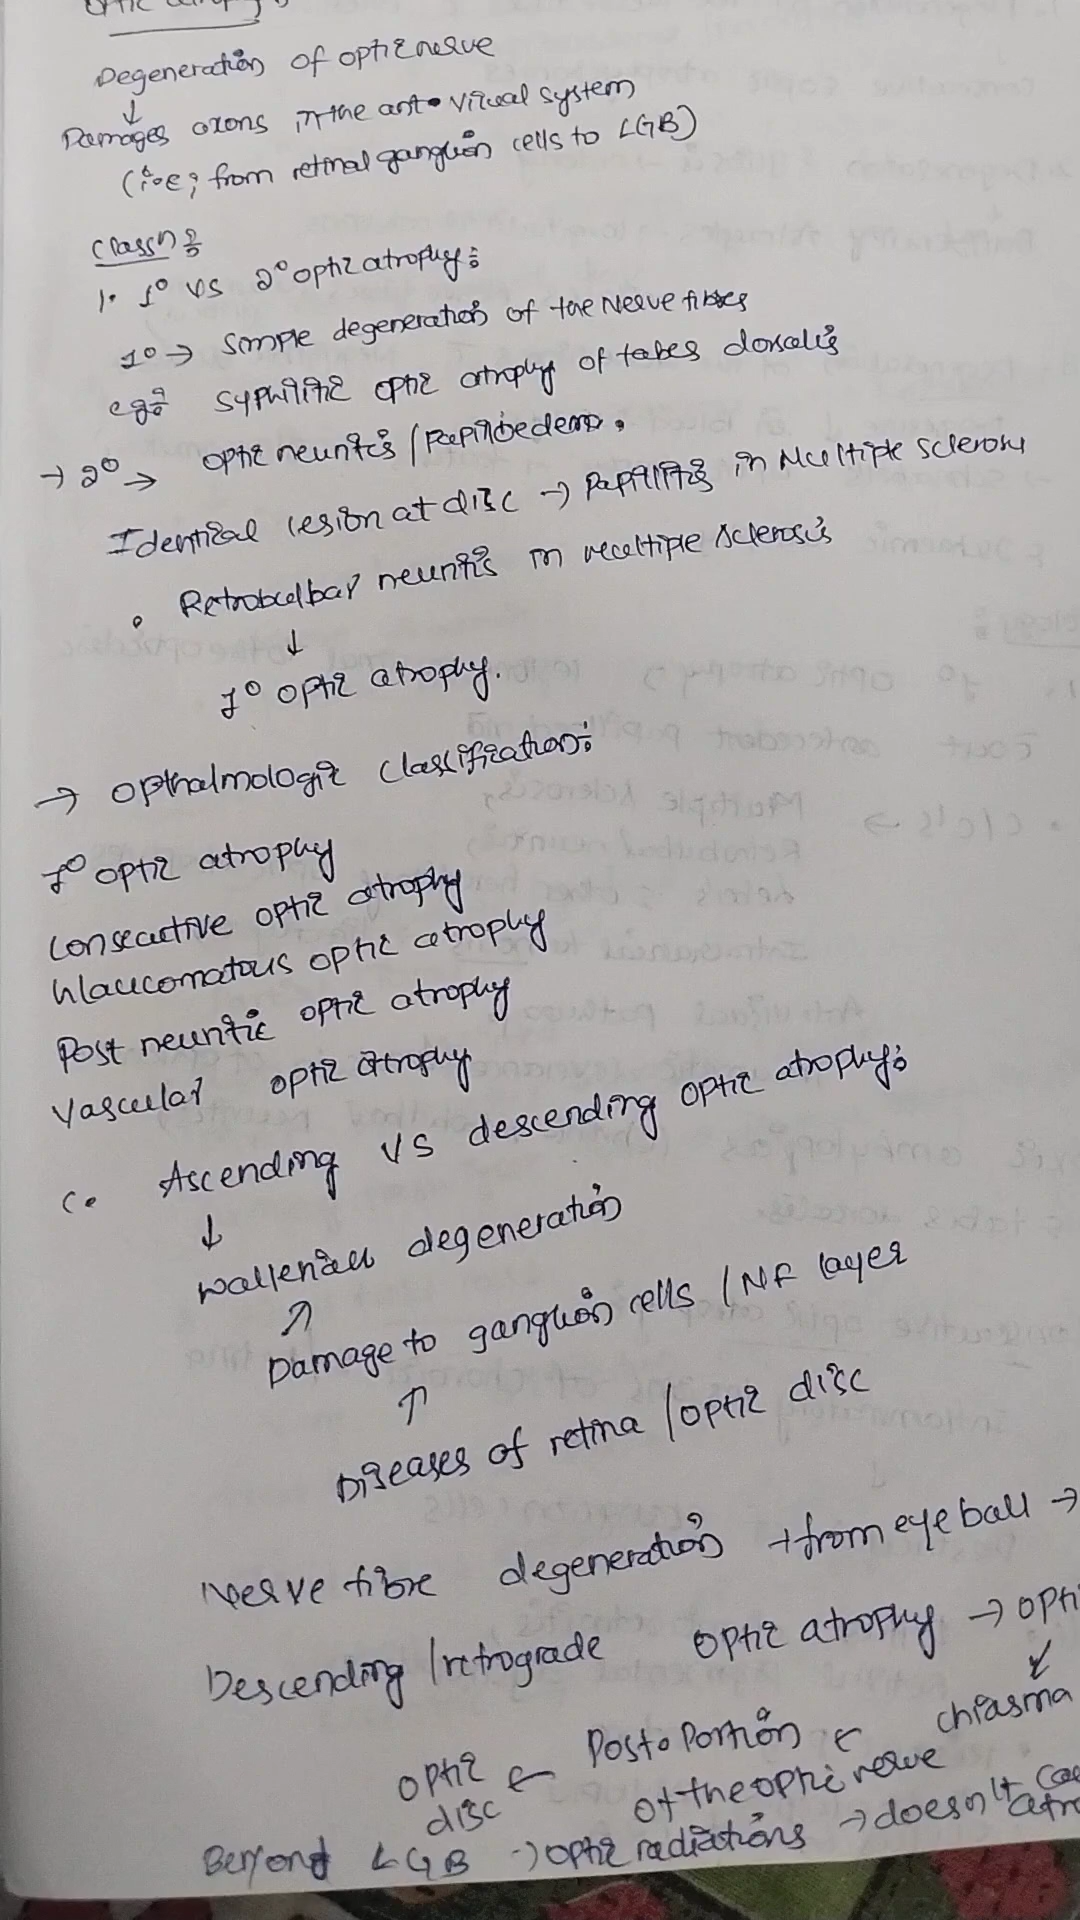 Degeneration of optic nerve
↓
Damages axons in the ant. visual system
(i.e; from retinal ganglion cells to LGB)
Classn:
1. 1° vs 2° optic atrophy:
1° → Simple degeneration of the nerve fibres
eg: Syphilitic optic atrophy of tabes dorsalis
→ 2° → optic neuritis / Papilloedema.
Identical lesion at disc → Papillitis in Multiple sclerosis
• Retrobulbar neuritis in multiple sclerosis
↓
1° optic atrophy.
→ Opthalmologic classification:
1° optic atrophy
Consecutive optic atrophy
Glaucomatous optic atrophy
Post neuritic optic atrophy
Vascular optic atrophy
C. Ascending vs descending optic atrophy:
↓
Wallerian degeneration
↑
Damage to ganglion cells / NF layer
↑
Diseases of retina / optic disc
Nerve fibre degeneration from eyeball →
Descending / retrograde optic atrophy → opti
↙
optic disc ← Post. Portion of the optic nerve ← chiasma
Beyond LGB → optic radiations → doesn't